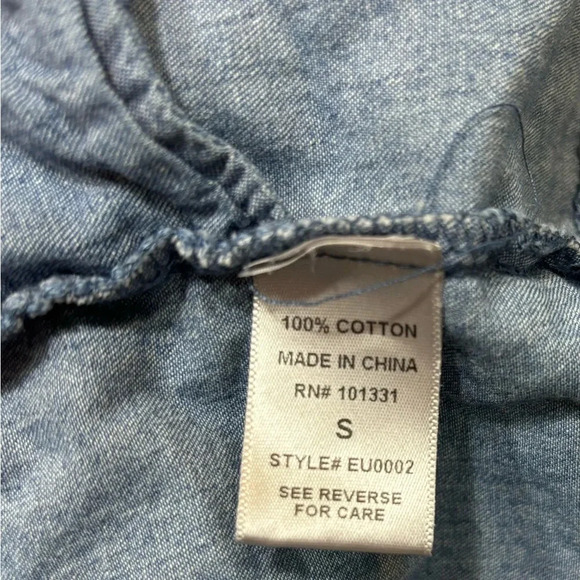 100% COTTON
MADE IN CHINA
RN# 101331
S
STYLE# EU0002
SEE REVERSE
FOR CARE